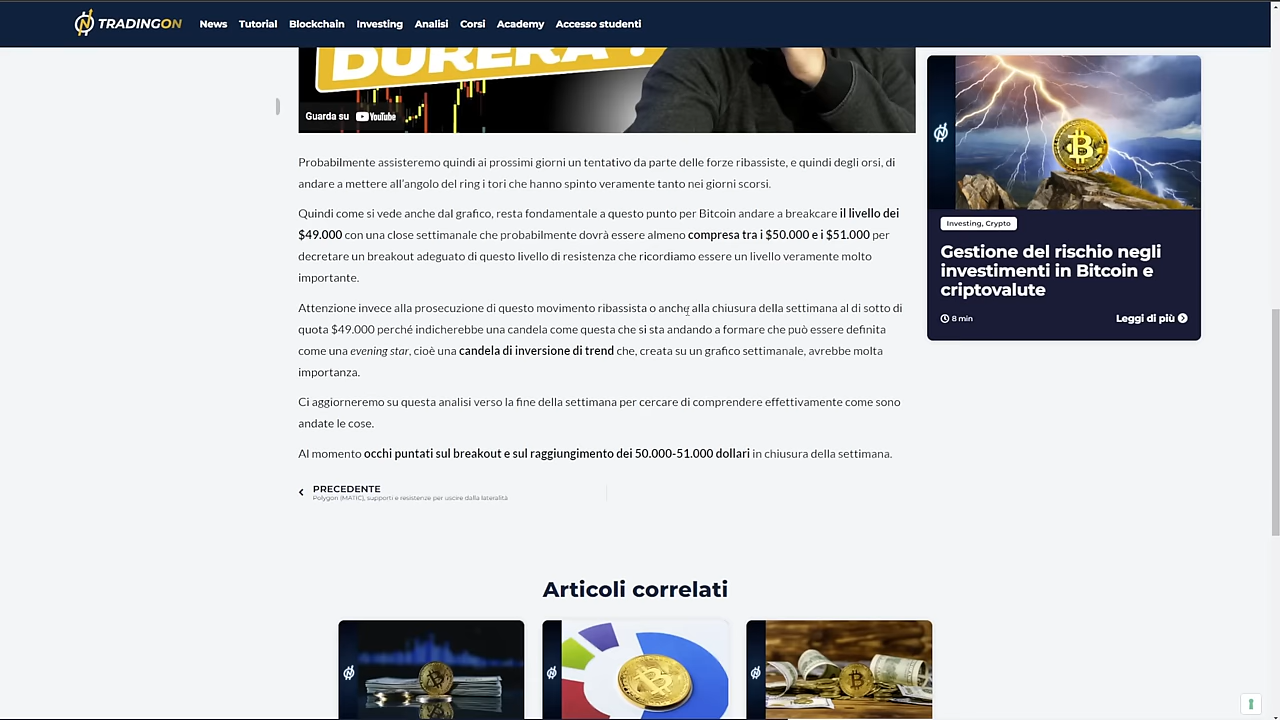 TRADINGON
News Tutorial Blockchain Investing Analisi Corsi Academy Accesso studenti
DURERÀ ?
Guarda su YouTube
Probabilmente assisteremo quindi ai prossimi giorni un tentativo da parte delle forze ribassiste, e quindi degli orsi, di
andare a mettere all'angolo del ring i tori che hanno spinto veramente tanto nei giorni scorsi.
Quindi come si vede anche dal grafico, resta fondamentale a questo punto per Bitcoin andare a breakcare il livello dei
$49.000 con una close settimanale che probabilmente dovrà essere almeno compresa tra i $50.000 e i $51.000 per
decretare un breakout adeguato di questo livello di resistenza che ricordiamo essere un livello veramente molto
importante.
Attenzione invece alla prosecuzione di questo movimento ribassista o anche alla chiusura della settimana al di sotto di
quota $49.000 perché indicherebbe una candela come questa che si sta andando a formare che può essere definita
come una evening star, cioè una candela di inversione di trend che, creata su un grafico settimanale, avrebbe molta
importanza.
Ci aggiorneremo su questa analisi verso la fine della settimana per cercare di comprendere effettivamente come sono
andate le cose.
Al momento occhi puntati sul breakout e sul raggiungimento dei 50.000-51.000 dollari in chiusura della settimana.
PRECEDENTE
Polygon (MATIC), supporti e resistenze per uscire dalla lateralità
Investing, Crypto
Gestione del rischio negli
investimenti in Bitcoin e
criptovalute
8 min
Leggi di più
Articoli correlati